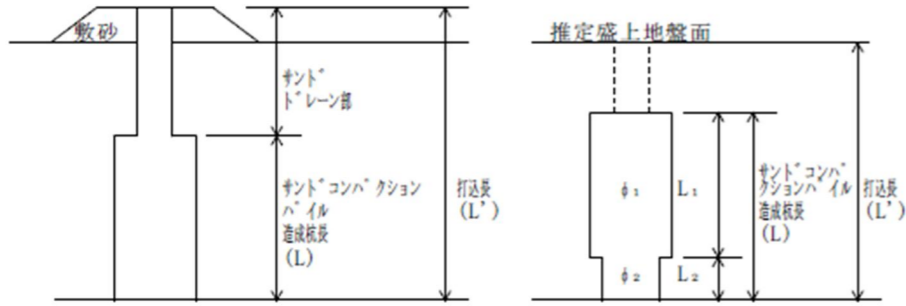 敷砂
サンド
ドレーン部
サンドコンパクション
パイル
造成杭長
(L)
打込長
(L’)
推定盛上地盤面
φ₁
L₁
φ₂
L₂
サンドコンパ
クションパイル
造成杭長
(L)
打込長
(L’)